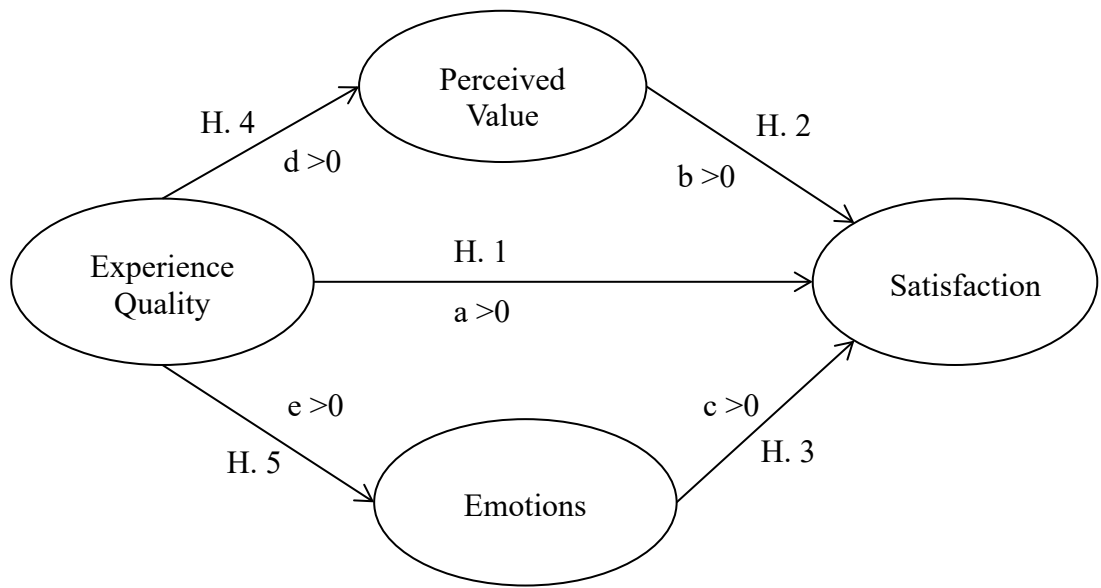 Perceived
Value
H. 4
H. 2
d >0
b >0
H. 1
Experience
Quality
Satisfaction
a >0
e >0
c >0
H. 5
H. 3
Emotions